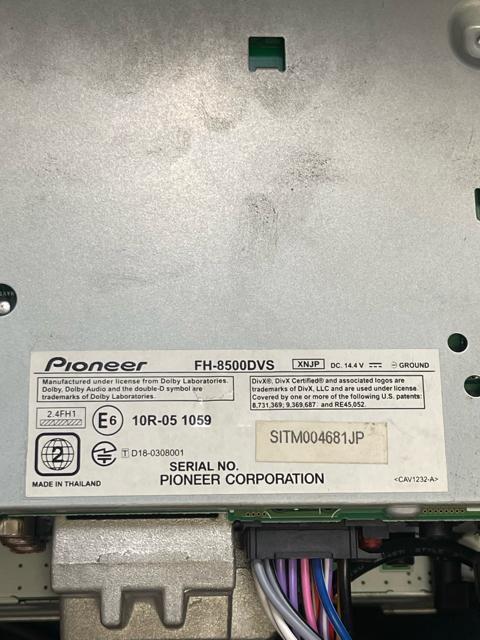 Pioneer FH-8500DVS XNJP DC. 14.4 V GROUND
Manufactured under license from Dolby Laboratories.
Dolby, Dolby Audio and the double-D symbol are
trademarks of Dolby Laboratories.
DivX®, DivX Certified® and associated logos are
trademarks of DivX, LLC and are used under license.
Covered by one or more of the following U.S. patents:
8,731,369; 9,369,687; and RE45,052.
2.4FH1
E6 10R-05 1059
SITM004681JP
2
T D18-0308001
SERIAL NO.
MADE IN THAILAND PIONEER CORPORATION <CAV1232-A>